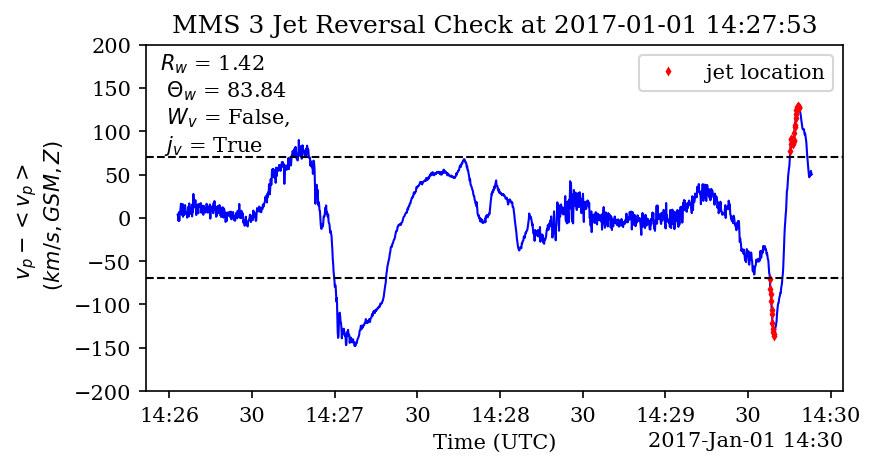 MMS 3 Jet Reversal Check at 2017-01-01 14:27:53
R_w = 1.42
Θ_w = 83.84
W_v = False,
j_v = True
jet location
200
150
100
50
0
−50
−100
−150
−200
v_p − < v_p >
(km/s, GSM, Z)
14:26 30 14:27 30 14:28 30 14:29 30 14:30
Time (UTC)
2017-Jan-01 14:30